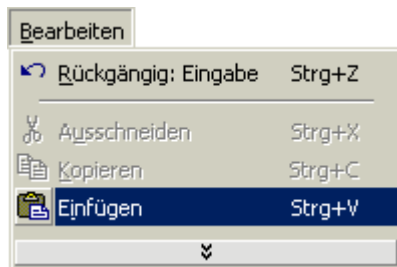 Bearbeiten
Rückgängig: Eingabe Strg+Z
Ausschneiden Strg+X
Kopieren Strg+C
Einfügen Strg+V